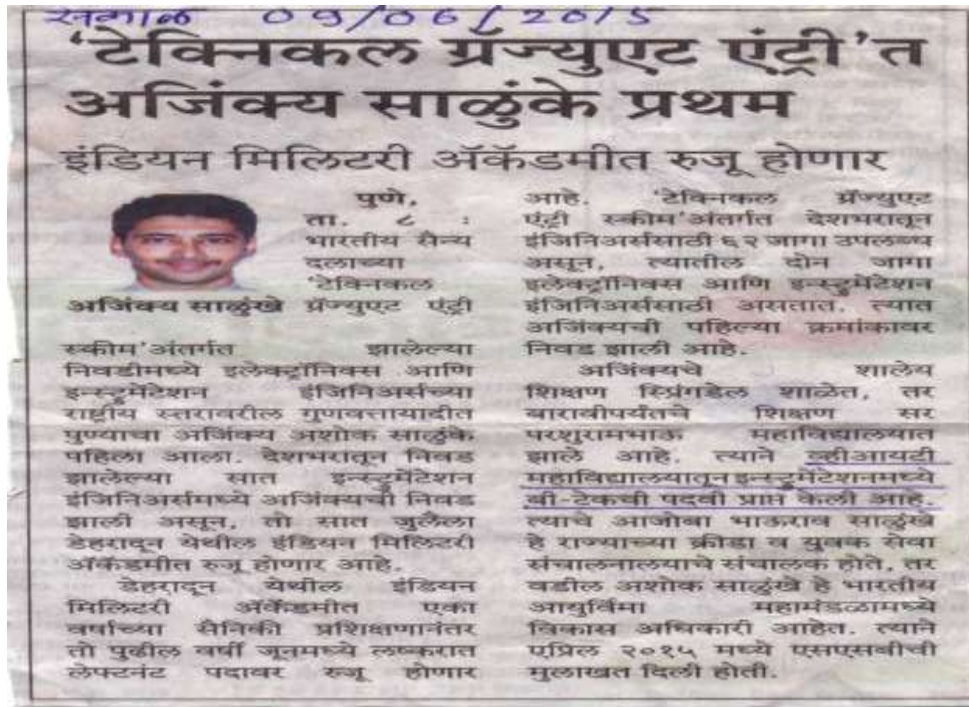 सकाळ 09/06/2015
'टेक्निकल ग्रॅज्युएट एंट्री'त
अजिंक्य साळुंके प्रथम
इंडियन मिलिटरी ॲकॅडमीत रुजू होणार
अजिंक्य साळुंखे
पुणे,
ता. ८ :
भारतीय सैन्य
दलाच्या
'टेक्निकल
ग्रॅज्युएट एंट्री
स्कीम'अंतर्गत झालेल्या
निवडीमध्ये इलेक्ट्रॉनिक्स आणि
इन्स्ट्रुमेंटेशन इंजिनिअर्सच्या
राष्ट्रीय स्तरावरील गुणवत्तायादीत
पुण्याचा अजिंक्य अशोक साळुंके
पहिला आला. देशभरातून निवड
झालेल्या सात इन्स्ट्रुमेंटेशन
इंजिनिअर्समध्ये अजिंक्यची निवड
झाली असून, तो सात जुलैला
डेहरादून येथील इंडियन मिलिटरी
ॲकॅडमीत रुजू होणार आहे.
डेहरादून येथील इंडियन
मिलिटरी ॲकॅडमीत एका
वर्षाच्या सैनिकी प्रशिक्षणानंतर
तो पुढील वर्षी जूनमध्ये लष्करात
लेफ्टनंट पदावर रुजू होणार
आहे. 'टेक्निकल ग्रॅज्युएट
एंट्री स्कीम'अंतर्गत देशभरातून
इंजिनिअर्ससाठी ६२ जागा उपलब्ध
असून, त्यातील दोन जागा
इलेक्ट्रॉनिक्स आणि इन्स्ट्रुमेंटेशन
इंजिनिअर्ससाठी असतात. त्यात
अजिंक्यची पहिल्या क्रमांकावर
निवड झाली आहे.
अजिंक्यचे शालेय
शिक्षण स्प्रिंगडेल शाळेत, तर
बारावीपर्यंतचे शिक्षण सर
परशुरामभाऊ महाविद्यालयात
झाले आहे. त्याने व्हीआयटी
महाविद्यालयातून इन्स्ट्रुमेंटेशनमध्ये
बी-टेकची पदवी प्राप्त केली आहे.
त्याचे आजोबा भाऊराव साळुंखे
हे राज्याच्या क्रीडा व युवक सेवा
संचालनालयाचे संचालक होते, तर
वडील अशोक साळुंखे हे भारतीय
आयुर्विमा महामंडळामध्ये
विकास अधिकारी आहेत. त्याने
एप्रिल २०१५ मध्ये एसएसबीची
मुलाखत दिली होती.